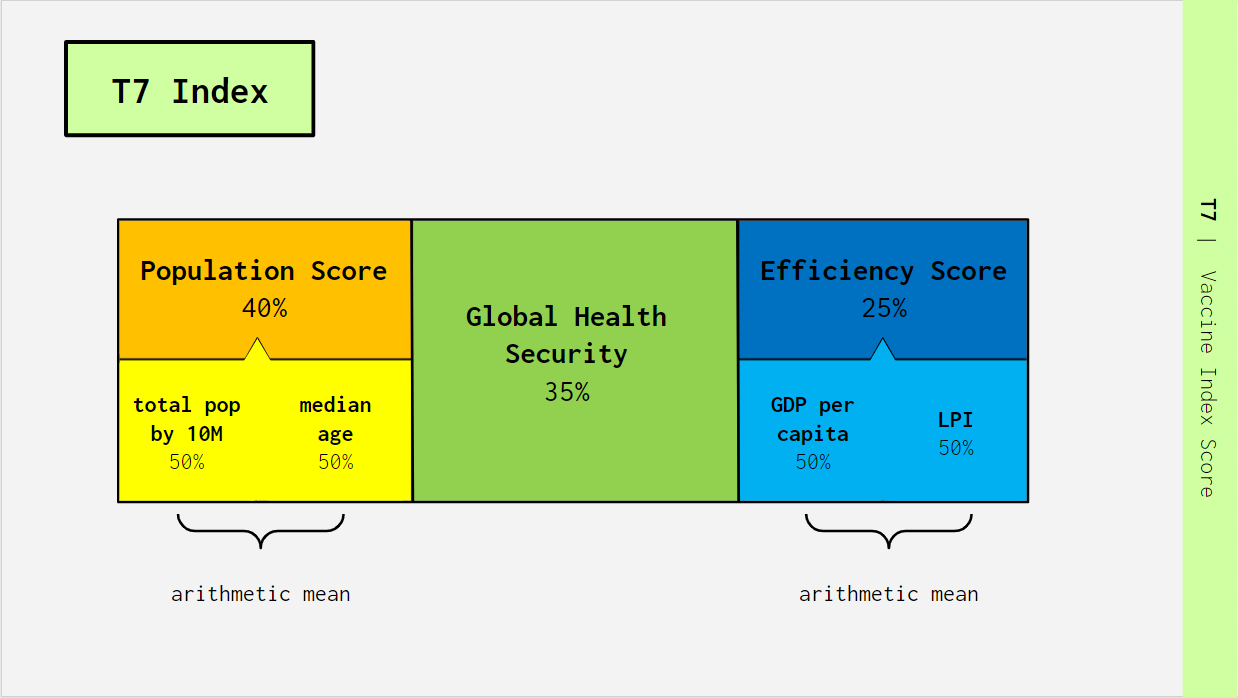 T7 Index
Population Score
40%
total pop
by 10M
50%
median
age
50%
Global Health
Security
35%
Efficiency Score
25%
GDP per
capita
50%
LPI
50%
arithmetic mean
arithmetic mean
T7 | Vaccine Index Score